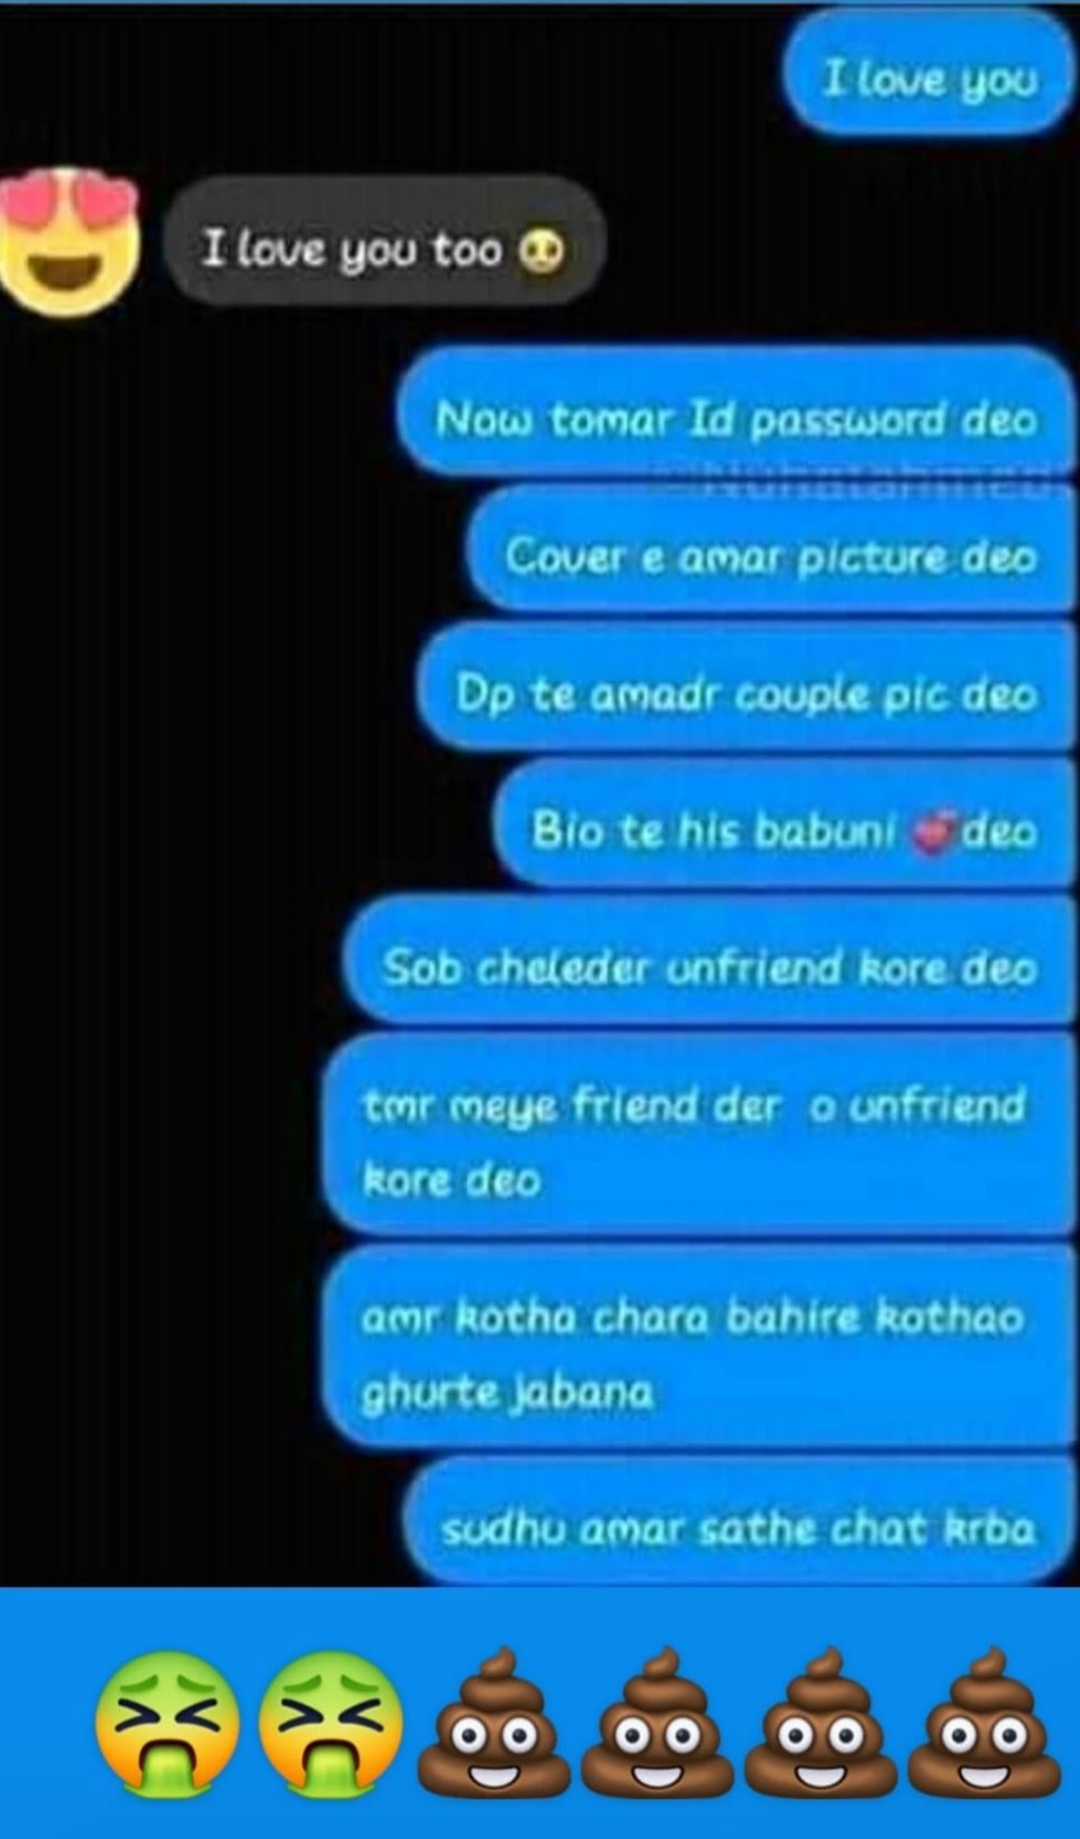 I love you
I love you too 🥺
Now tomar Id password deo
Cover e amar picture deo
Dp te amadr couple pic deo
Bio te his babuni 💞deo
Sob cheleder unfriend kore deo
tmr meye friend der o unfriend
kore deo
amr kotha chara bahire kothao
ghurte jabana
sudhu amar sathe chat krba